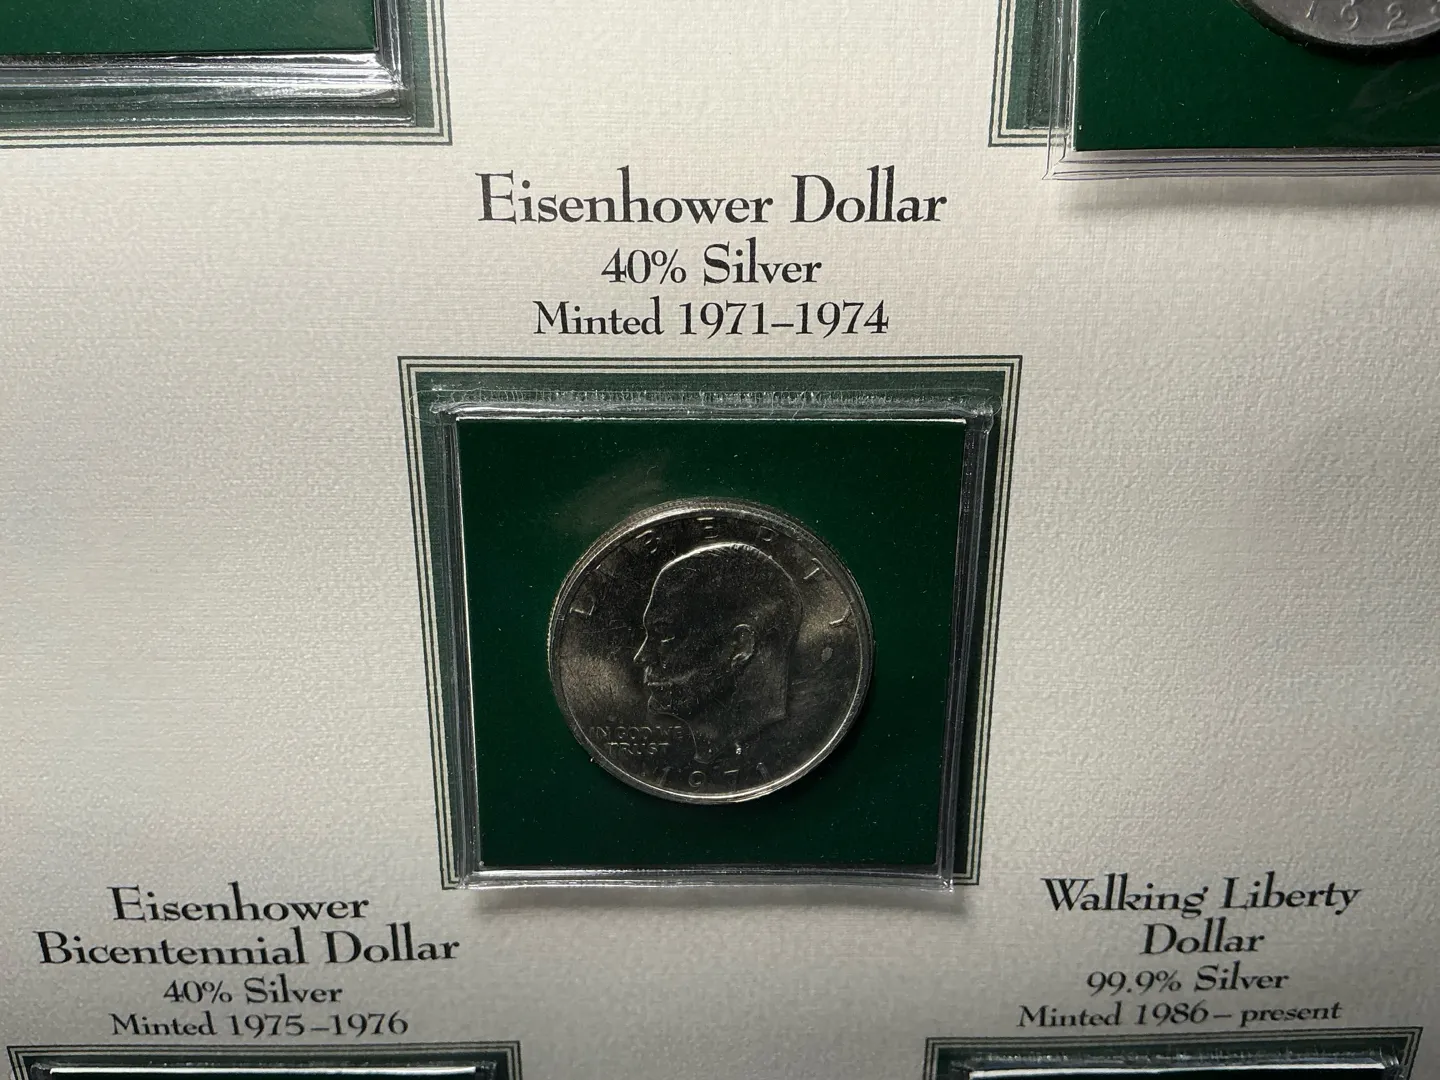 192
Eisenhower Dollar
40% Silver
Minted 1971–1974
LIBERTY
IN GOD WE
TRUST
1971
Eisenhower
Bicentennial Dollar
40% Silver
Minted 1975–1976
Walking Liberty
Dollar
99.9% Silver
Minted 1986–present